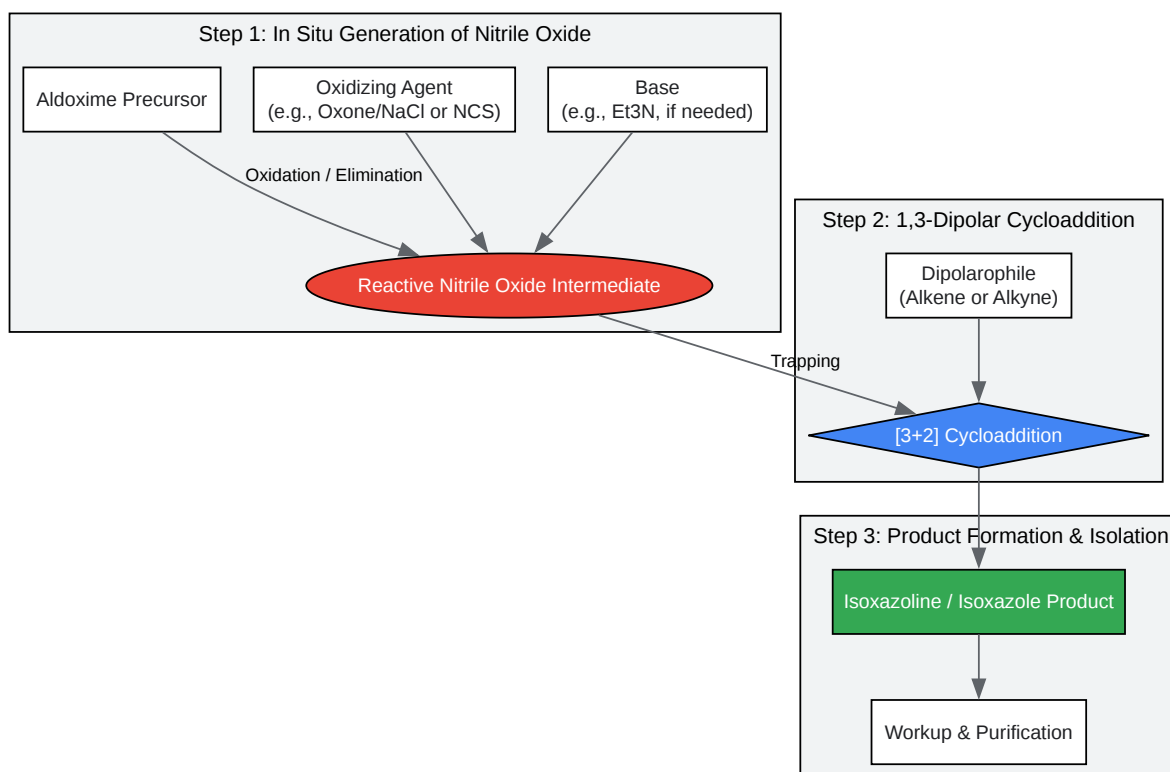 Step 1: In Situ Generation of Nitrile Oxide
Aldoxime Precursor
Oxidizing Agent
(e.g., Oxone/NaCl or NCS)
Base
(e.g., Et3N, if needed)
Oxidation / Elimination
Reactive Nitrile Oxide Intermediate
Step 2: 1,3-Dipolar Cycloaddition
Dipolarophile
(Alkene or Alkyne)
Trapping
[3+2] Cycloaddition
Step 3: Product Formation & Isolation
Isoxazoline / Isoxazole Product
Workup & Purification